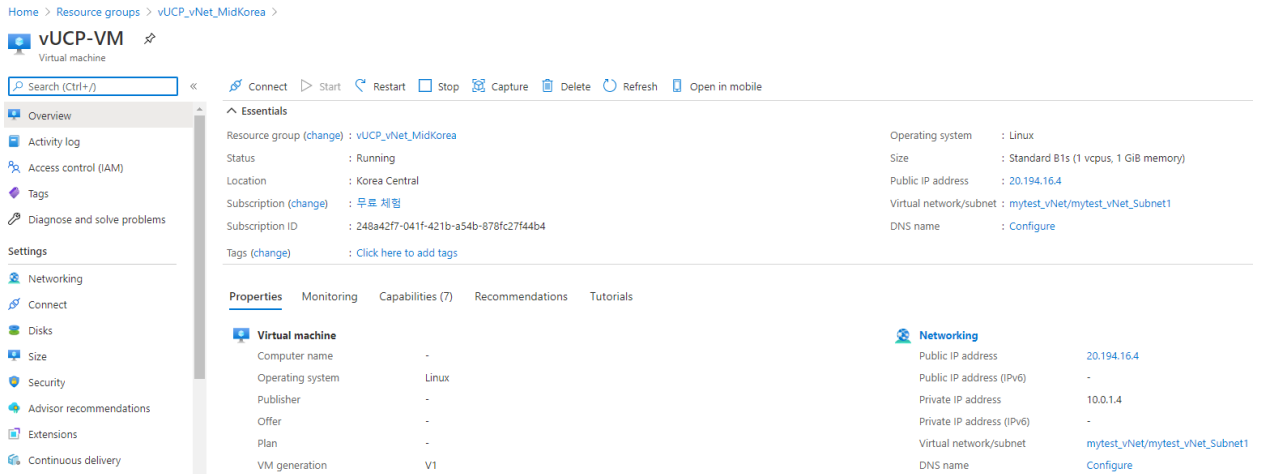 Home > Resource groups > vUCP_vNet_MidKorea >
vUCP-VM
Virtual machine
Search (Ctrl+/)
«
Connect Start Restart Stop Capture Delete Refresh Open in mobile
Overview
Activity log
Access control (IAM)
Tags
Diagnose and solve problems
Settings
Networking
Connect
Disks
Size
Security
Advisor recommendations
Extensions
Continuous delivery
Essentials
Resource group (change) : vUCP_vNet_MidKorea
Status : Running
Location : Korea Central
Subscription (change) : 무료 체험
Subscription ID : 248a42f7-041f-421b-a54b-878fc27f44b4
Tags (change) : Click here to add tags
Operating system : Linux
Size : Standard B1s (1 vcpus, 1 GiB memory)
Public IP address : 20.194.16.4
Virtual network/subnet : mytest_vNet/mytest_vNet_Subnet1
DNS name : Configure
Properties Monitoring Capabilities (7) Recommendations Tutorials
Virtual machine
Computer name -
Operating system Linux
Publisher -
Offer -
Plan -
VM generation V1
Networking
Public IP address 20.194.16.4
Public IP address (IPv6) -
Private IP address 10.0.1.4
Private IP address (IPv6) -
Virtual network/subnet mytest_vNet/mytest_vNet_Subnet1
DNS name Configure